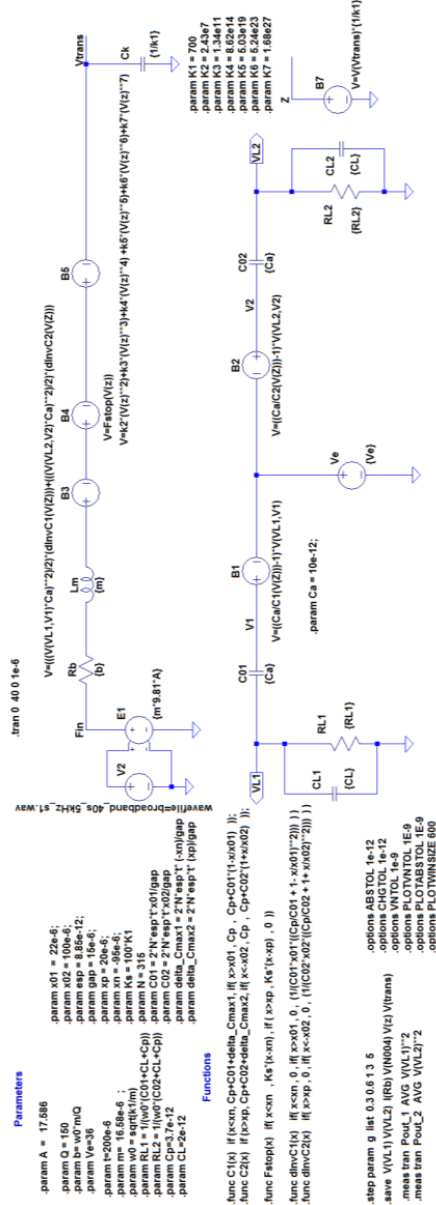 Parameters
.param A = 17.586
.param Q = 150
.param b= w0*m/Q
.param Ve=36
.param t=200e-6
.param m= 16.58e-6 ;
.param w0 = sqrt(k1/m)
.param RL1 = 1/(w0*(C01+CL+Cp))
.param RL2 = 1/(w0*(C02+CL+Cp))
.param Cp=3.7e-12
.param CL=2e-12
.param x01 = 22e-6;
.param x02 =100e-6;
.param esp = 8.85e-12;
.param gap = 15e-6;
.param xp = 20e-6;
.param xn = -95e-6;
.param Ks = 100*K1
.param N = 315
.param C01 = 2*N*esp*t*x01/gap
.param C02 = 2*N*esp*t*x02/gap
.param delta_Cmax1 = 2*N*esp*t* (-xn)/gap
.param delta_Cmax2 = 2*N*esp*t* (xp)/gap
Functions
.func C1(x) if(x<xn, Cp+C01+delta_Cmax1, if( x>x01, Cp , Cp+C01*(1-x/x01) ));
.func C2(x) if(x>xp, Cp+C02+delta_Cmax2, if( x<-x02, Cp , Cp+C02*(1+x/x02) ));
.func Fstop(x) if( x<xn , Ks*(x-xn) , if( x>xp , Ks*(x-xp) , 0 ))
.func dInvC1(x) if( x<xn, 0 , if( x>x01, 0 , (1/(C01*x01*((Cp/C01 + 1- x/x01)**2))) ) )
.func dInvC2(x) if( x>xp, 0 , if( x<-x02, 0 , (1/(C02*x02*((Cp/C02 + 1+ x/x02)**2))) ) )
.step param g list 0.3 0.6 1 3 5
.save V(VL1) V(VL2) I(Rb) V(N004) V(z) V(trans)
.meas tran Pout_1 AVG V(VL1)**2
.meas tran Pout_2 AVG V(VL2)**2
.options ABSTOL 1e-12
.options CHGTOL 1e-12
.options VNTOL 1e-9
.options PLOTVNTOL 1E-9
.options PLOTABSTOL 1E-9
.options PLOTWINSIZE 600
.tran 0 40 0 1e-6
wavefile=broadband_40s_5kHz_s1.wav
V2
E1
{m*9.81*A}
Fin
Rb
{b}
Lm
{m}
V=(((V(VL1,V1)*Ca)**2)/2)*(dInvC1(V(Z)))+(((V(VL2,V2)*Ca)**2)/2)*(dInvC2(V(Z)))
B3
B4
V=Fstop(V(z))
B5
V=k2*(V(z)**2)+k3*(V(z)**3)+k4*(V(z)**4) +k5*(V(z)**5)+k6*(V(z)**6)+k7*(V(z)**7)
Vtrans
Ck
{1/k1}
.param K1 = 700
.param K2 = 2.43e7
.param K3 = 1.34e11
.param K4 = 8.62e14
.param K5 = 5.03e19
.param K6 = 5.24e23
.param K7 = 1.68e27
Z
B7
V=V(Vtrans)*(1/k1)
VL1
CL1
{CL}
RL1
{RL1}
C01
{Ca}
V1
B1
V=((Ca/C1(V(Z)))-1)*V(VL1,V1)
.param Ca = 10e-12;
Ve
{Ve}
B2
V=((Ca/C2(V(Z)))-1)*V(VL2,V2)
V2
C02
{Ca}
VL2
RL2
{RL2}
CL2
{CL}